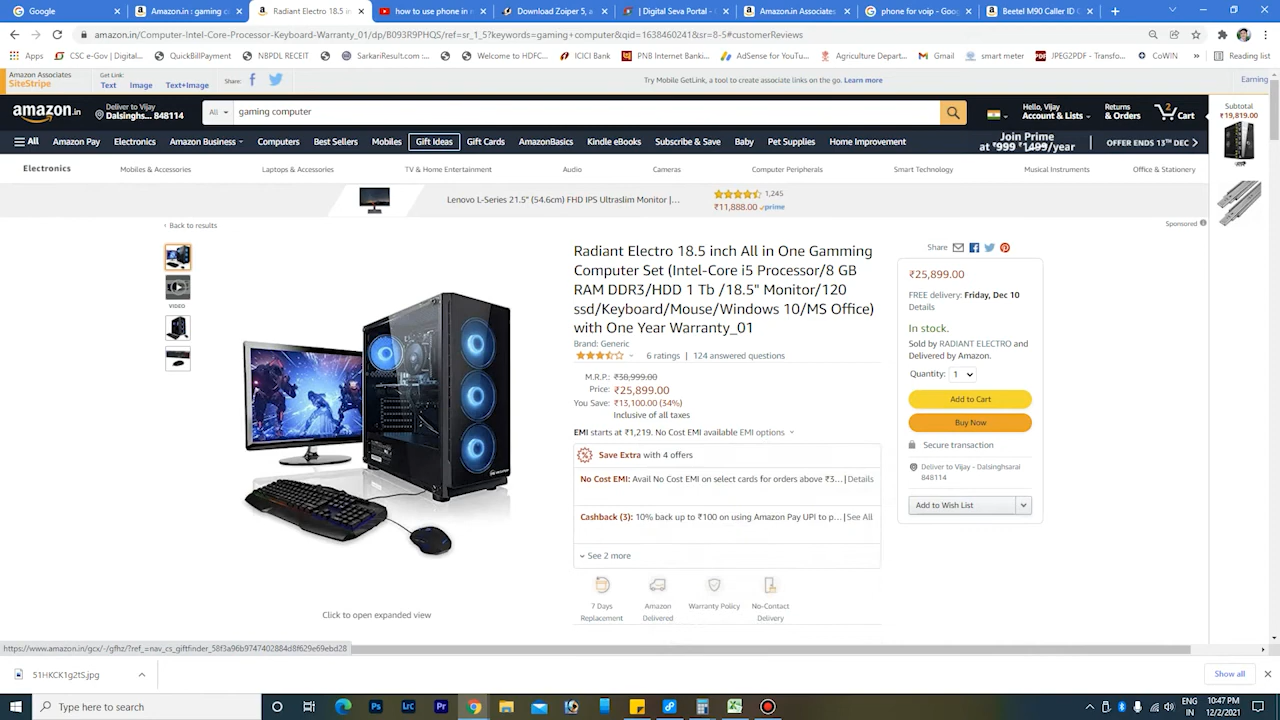 Google
Amazon.in : gaming co
Radiant Electro 18.5 in
how to use phone in m
Download Zoiper 5, a
| Digital Seva Portal -
Amazon.in
phone for voip - Goog
Beetel M90 Caller ID C
amazon.in/Computer-Intel-Core-Processor-Keyboard-Warranty_01/dp/B093R9PHQS/ref=sr_1_5?keywords=gaming+computer&qid=1638460241&sr=8-5#customerReviews
Apps
CSC e-Gov | Digital...
QuickBillPayment
NBPDCL REICEIT
SarkariResult.com:...
Welcome to HDFC...
ICICI Bank
PNB Internet Banki...
AdSense for YouTu...
Agriculture Depart...
Gmail
smart meter
JPEG2PDF - Transfo...
CoWIN
»
Reading list
Amazon Associates
SiteStripe
Get Link:
Text
Image
Text+Image
Share:
Try Mobile GetLink, a tool to create associate links on the go. Learn more
Earning
amazon.in
Deliver to Vijay
Dalsinghs... 848114
All
gaming computer
Hello, Vijay
Account & Lists
Returns
& Orders
2
Cart
Subtotal
₹19,819.00
All
Amazon Pay
Electronics
Amazon Business
Computers
Best Sellers
Mobiles
Gift Ideas
Gift Cards
AmazonBasics
Kindle eBooks
Subscribe & Save
Baby
Pet Supplies
Home Improvement
Join Prime
at ₹999 ₹1499/year
OFFER ENDS 13TH DEC
Electronics
Mobiles & Accessories
Laptops & Accessories
TV & Home Entertainment
Audio
Cameras
Computer Peripherals
Smart Technology
Musical Instruments
Office & Stationery
Lenovo L-Series 21.5" (54.6cm) FHD IPS Ultraslim Monitor |...
1,245
₹11,888.00
prime
Sponsored
‹ Back to results
VIDEO
Click to open expanded view
Radiant Electro 18.5 inch All in One Gamming
Computer Set (Intel-Core i5 Processor/8 GB
RAM DDR3/HDD 1 Tb /18.5" Monitor/120
ssd/Keyboard/Mouse/Windows 10/MS Office)
with One Year Warranty_01
Brand: Generic
6 ratings | 124 answered questions
M.R.P.: ₹38,999.00
Price: ₹25,899.00
You Save: ₹13,100.00 (34%)
Inclusive of all taxes
EMI starts at ₹1,219. No Cost EMI available EMI options
Save Extra with 4 offers
No Cost EMI: Avail No Cost EMI on select cards for orders above ₹3... | Details
Cashback (3): 10% back up to ₹100 on using Amazon Pay UPI to p... | See All
See 2 more
7 Days
Replacement
Amazon
Delivered
Warranty Policy
No-Contact
Delivery
Share
₹25,899.00
FREE delivery: Friday, Dec 10
Details
In stock.
Sold by RADIANT ELECTRO and
Delivered by Amazon.
Quantity: 1
Add to Cart
Buy Now
Secure transaction
Deliver to Vijay - Dalsinghsarai
848114
Add to Wish List
https://www.amazon.in/gcx/-/gfhz/?ref_=nav_cs_giftfinder_58f3a96b9747402884d8f629e69ebd28
51HKCK1g2tS.jpg
Show all
Type here to search
ENG
IN
10:47 PM
12/2/2021